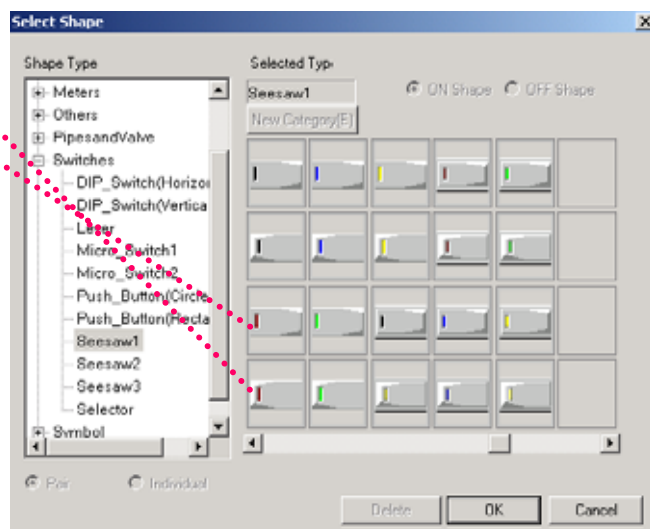 Select Shape
Shape Type
Selected Typ
Meters
Seesaw1
ON Shape
OFF Shape
Others
New Category(E)
PipesandValve
Switches
DIP_Switch(Horizor
DIP_Switch(Vertica
Lever
Micro_Switch1
Micro_Switch2
Push_Button(Circle
Push_Button(Recta
Seesaw1
Seesaw2
Seesaw3
Selector
Symbol
Pair
Individual
Delete
OK
Cancel